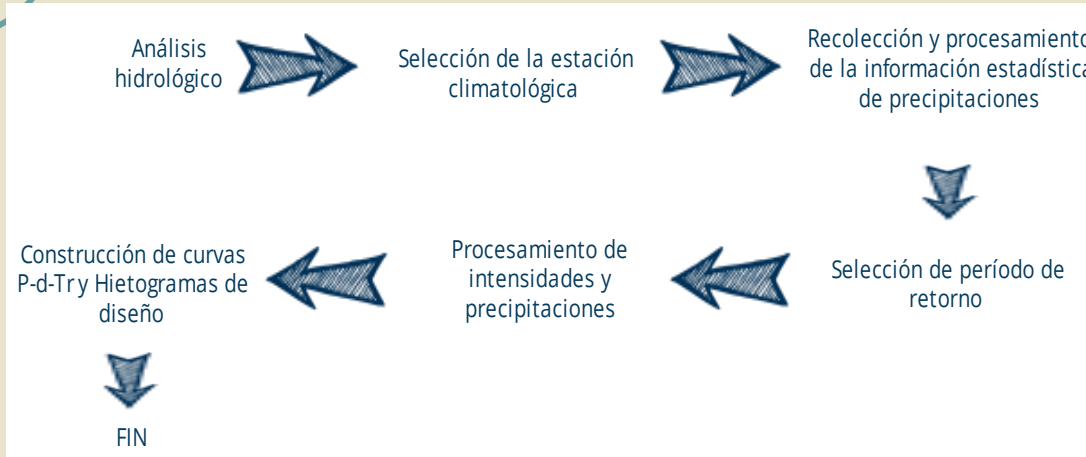 Análisis
hidrológico
Selección de la estación
climatológica
Recolección y procesamiento
de la información estadística
de precipitaciones
Selección de período de
retorno
Procesamiento de
intensidades y
precipitaciones
Construcción de curvas
P-d-Tr y Hietogramas de
diseño
FIN